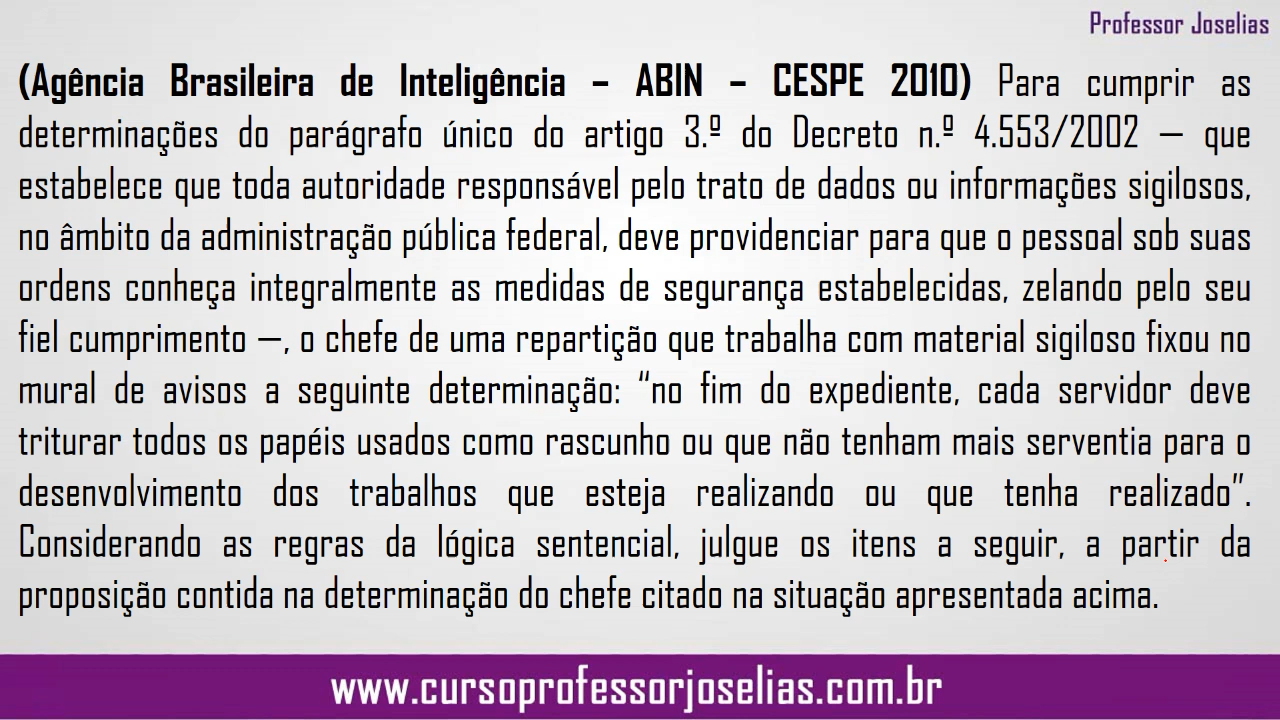 Professor Joselias
(Agência Brasileira de Inteligência – ABIN – CESPE 2010) Para cumprir as
determinações do parágrafo único do artigo 3.º do Decreto n.º 4.553/2002 — que
estabelece que toda autoridade responsável pelo trato de dados ou informações sigilosos,
no âmbito da administração pública federal, deve providenciar para que o pessoal sob suas
ordens conheça integralmente as medidas de segurança estabelecidas, zelando pelo seu
fiel cumprimento —, o chefe de uma repartição que trabalha com material sigiloso fixou no
mural de avisos a seguinte determinação: “no fim do expediente, cada servidor deve
triturar todos os papéis usados como rascunho ou que não tenham mais serventia para o
desenvolvimento dos trabalhos que esteja realizando ou que tenha realizado”.
Considerando as regras da lógica sentencial, julgue os itens a seguir, a partir da
proposição contida na determinação do chefe citado na situação apresentada acima.
www.cursoprofessorjoselias.com.br